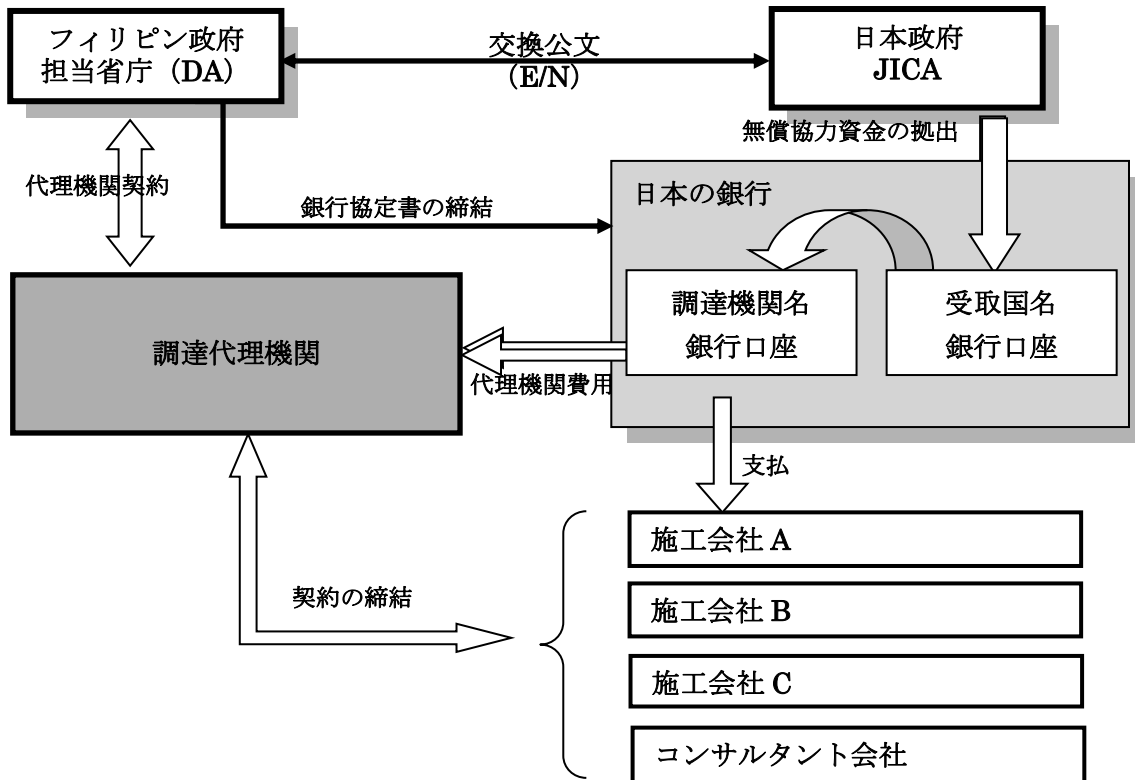 フィリピン政府
担当省庁（DA）
交換公文
（E/N）
日本政府
JICA
無償協力資金の拠出
代理機関契約
銀行協定書の締結
日本の銀行
調達機関名
銀行口座
受取国名
銀行口座
調達代理機関
代理機関費用
支払
施工会社 A
契約の締結
施工会社 B
施工会社 C
コンサルタント会社